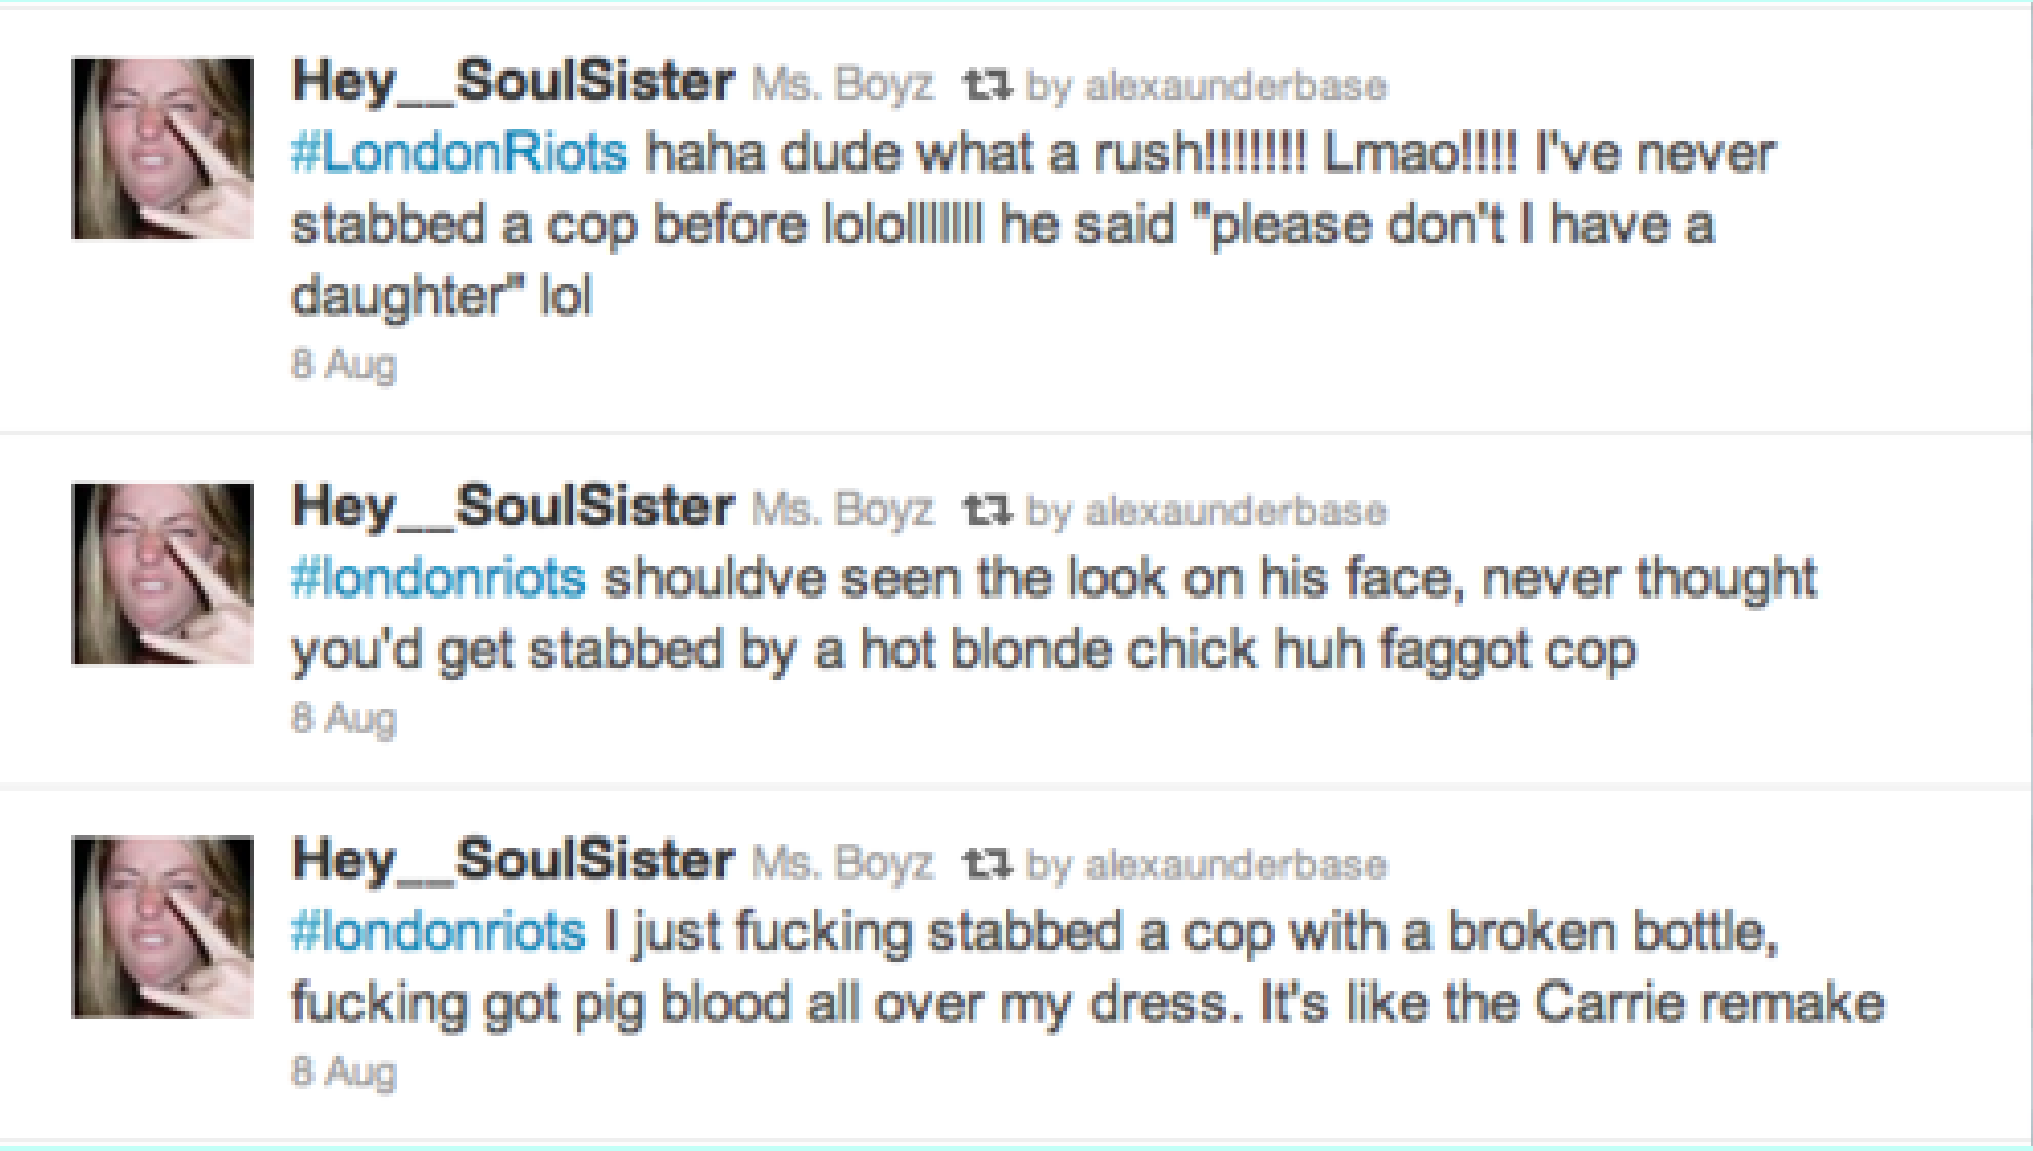 Hey__SoulSister Ms. Boyz by alexaunderbase
#LondonRiots haha dude what a rush!!!!!!! Lmao!!!! I've never
stabbed a cop before lolollllllll he said "please don't I have a
daughter" lol
8 Aug
Hey__SoulSister Ms. Boyz by alexaunderbase
#londonriots shouldve seen the look on his face, never thought
you'd get stabbed by a hot blonde chick huh faggot cop
8 Aug
Hey__SoulSister Ms. Boyz by alexaunderbase
#londonriots I just fucking stabbed a cop with a broken bottle,
fucking got pig blood all over my dress. It's like the Carrie remake
8 Aug